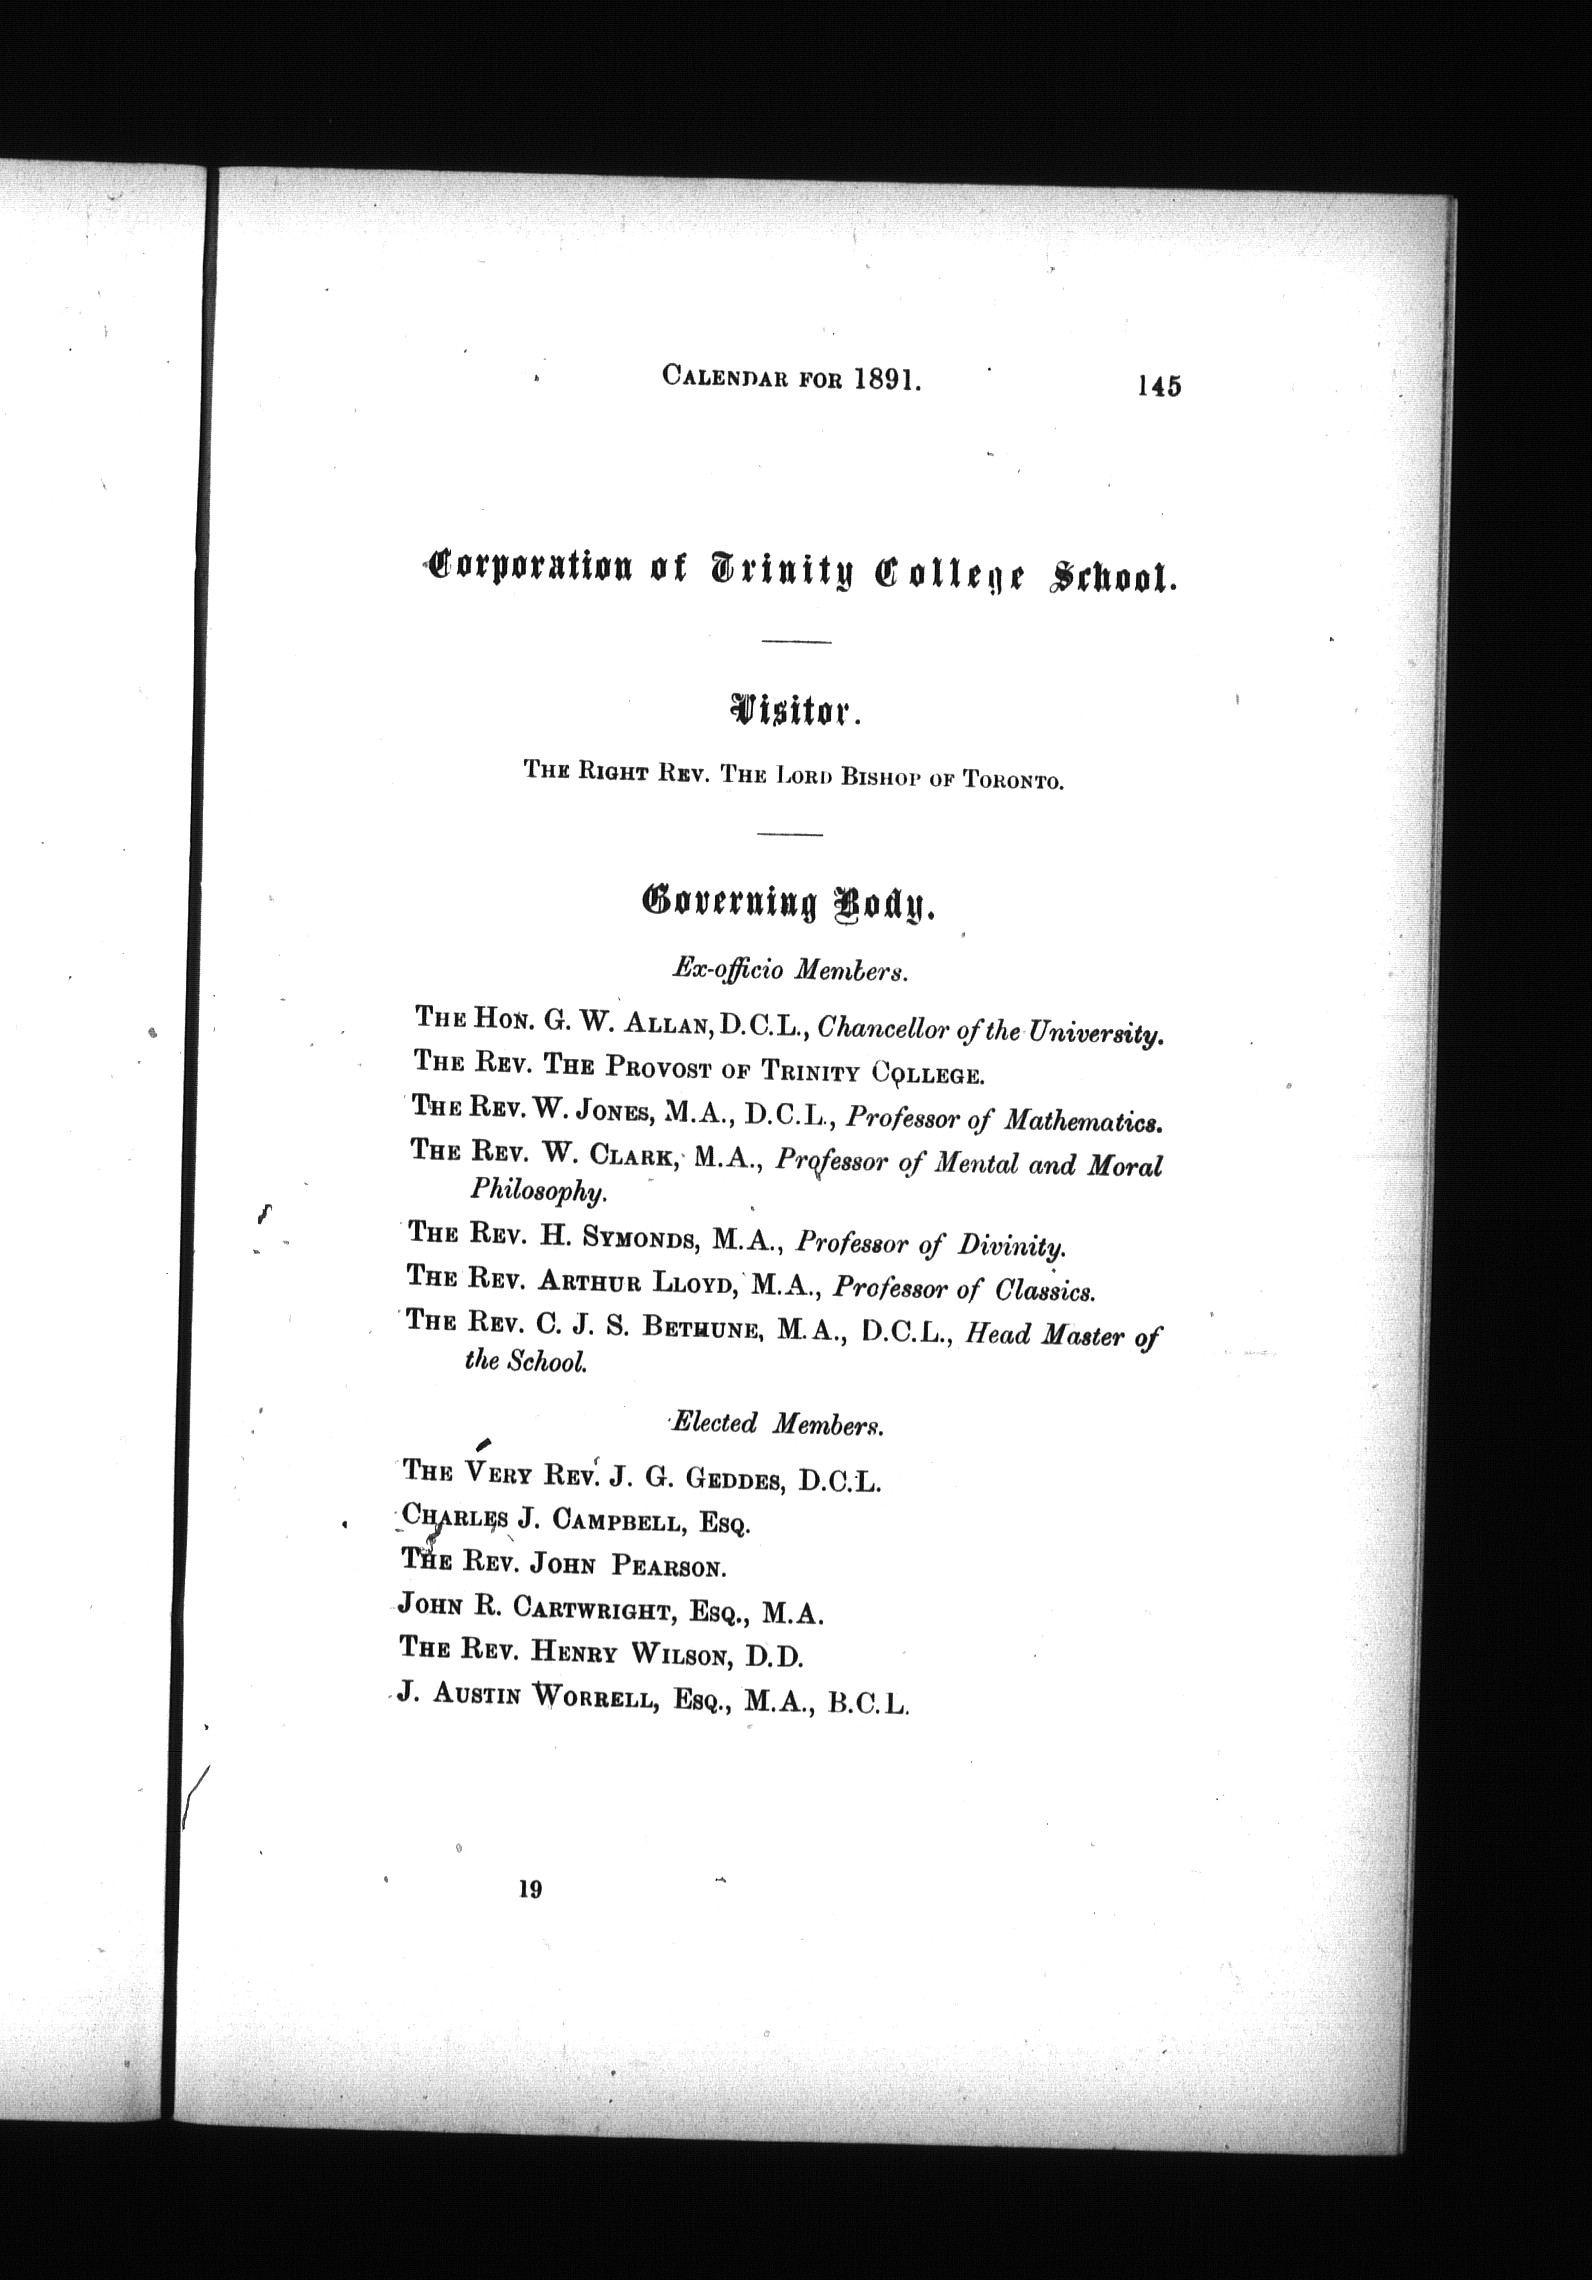 CALENDAR FOR 1891. 145
Corporation of Trinity College School.
Visitor.
THE RIGHT REV. THE LORD BISHOP OF TORONTO.
Governing Body.
Ex-officio Members.
THE HON. G. W. ALLAN, D.C.L., Chancellor of the University.
THE REV. THE PROVOST OF TRINITY COLLEGE.
THE REV. W. JONES, M.A., D.C.L., Professor of Mathematics.
THE REV. W. CLARK, M.A., Professor of Mental and Moral
Philosophy.
THE REV. H. SYMONDS, M.A., Professor of Divinity.
THE REV. ARTHUR LLOYD, M.A., Professor of Classics.
THE REV. C. J. S. BETHUNE, M.A., D.C.L., Head Master of
the School.
Elected Members.
THE VERY REV. J. G. GEDDES, D.C.L.
CHARLES J. CAMPBELL, ESQ.
THE REV. JOHN PEARSON.
JOHN R. CARTWRIGHT, ESQ., M.A.
THE REV. HENRY WILSON, D.D.
J. AUSTIN WORRELL, ESQ., M.A., B.C.L.
19